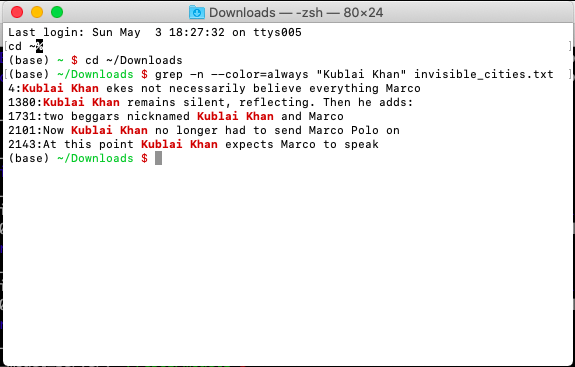 Downloads — -zsh — 80×24
Last login: Sun May  3 18:27:32 on ttys005
cd ~%
(base) ~ $ cd ~/Downloads
(base) ~/Downloads $ grep -n --color=always "Kublai Khan" invisible_cities.txt
4:Kublai Khan ekes not necessarily believe everything Marco
1380:Kublai Khan remains silent, reflecting. Then he adds:
1731:two beggars nicknamed Kublai Khan and Marco
2101:Now Kublai Khan no longer had to send Marco Polo on
2143:At this point Kublai Khan expects Marco to speak
(base) ~/Downloads $